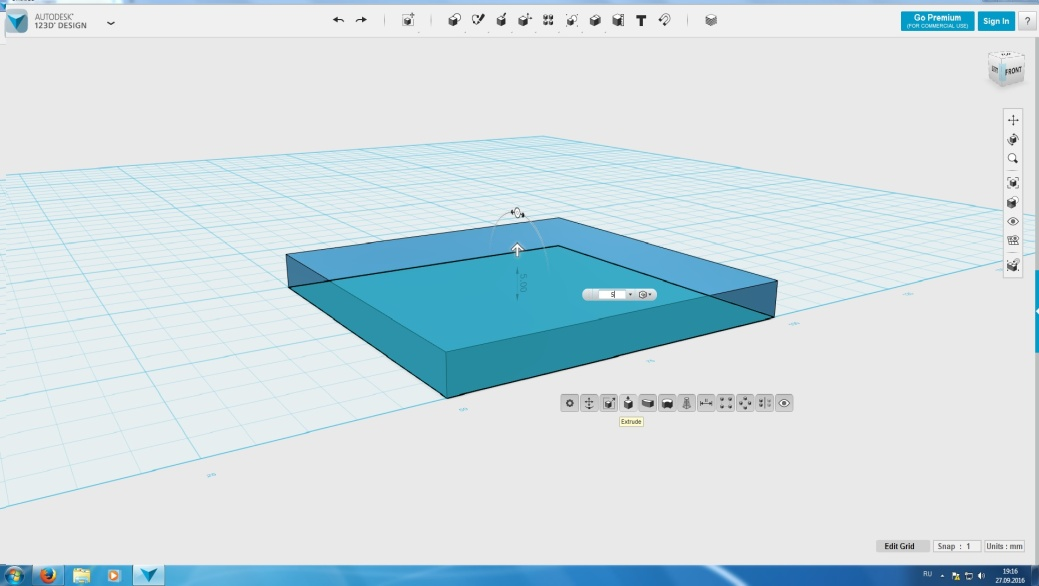 AUTODESK®
123D® DESIGN
Go Premium
(FOR COMMERCIAL USE)
Sign In
?
FRONT
5.00
5
Extrude
Edit Grid
Snap : 1
Units : mm
RU
19:16
27.09.2016